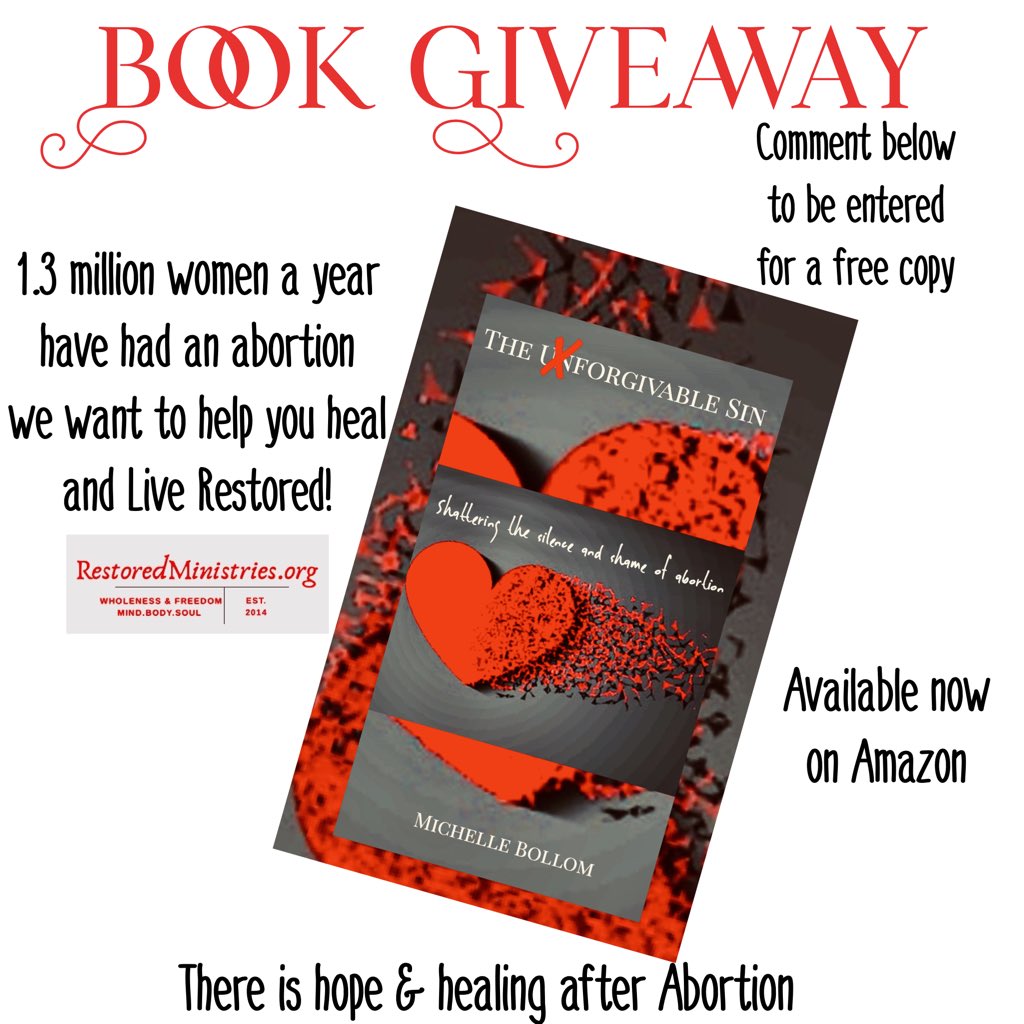 BOOK GIVEAWAY
Comment below
to be entered
for a free copy
1.3 million women a year
have had an abortion
we want to help you heal
and Live Restored!
RestoredMinistries.org
WHOLENESS & FREEDOM
MIND.BODY.SOUL
EST.
2014
THE UNFORGIVABLE SIN
shattering the silence and shame of abortion
MICHELLE BOLLOM
Available now
on Amazon
There is hope & healing after Abortion